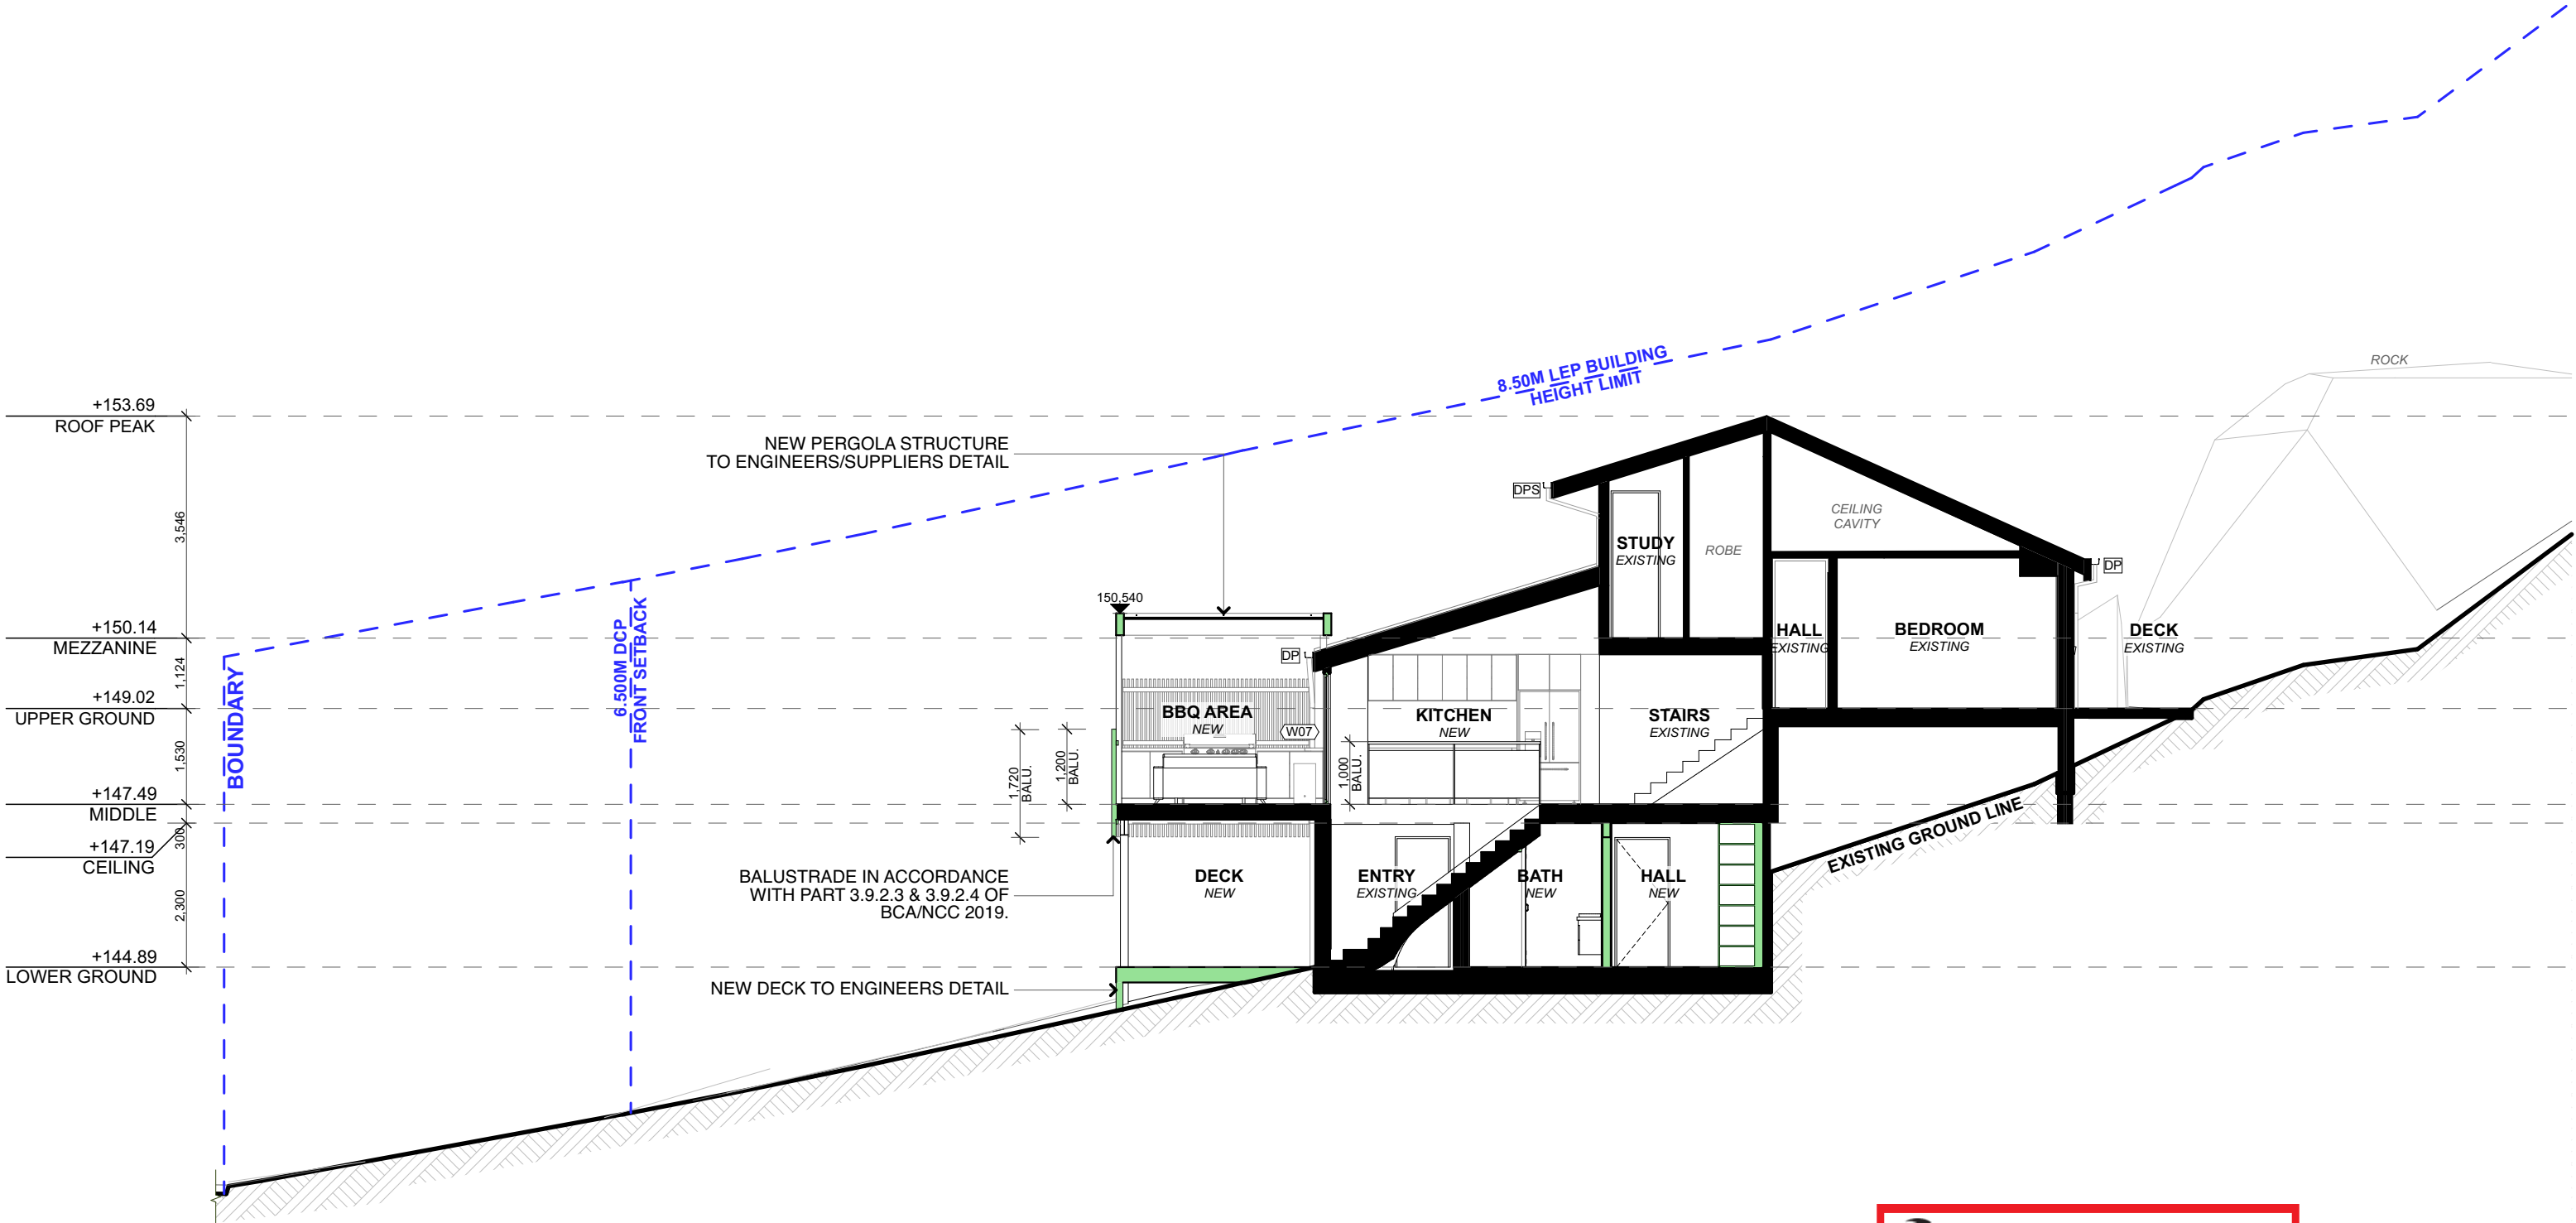 8.50M LEP BUILDING
HEIGHT LIMIT
ROCK
+153.69
ROOF PEAK
NEW PERGOLA STRUCTURE
TO ENGINEERS/SUPPLIERS DETAIL
DPS
3,546
CEILING
CAVITY
STUDY
EXISTING
ROBE
DP
150,540
6.500M DCP
FRONT SETBACK
+150.14
MEZZANINE
HALL
EXISTING
BEDROOM
EXISTING
DECK
EXISTING
DP
1,124
BOUNDARY
+149.02
UPPER GROUND
BBQ AREA
NEW
W07
KITCHEN
NEW
STAIRS
EXISTING
1,530
1,720
BALU.
1,200
BALU.
1,000
BALU.
+147.49
MIDDLE
300
+147.19
CEILING
EXISTING GROUND LINE
BALUSTRADE IN ACCORDANCE
WITH PART 3.9.2.3 & 3.9.2.4 OF
BCA/NCC 2019.
DECK
NEW
ENTRY
EXISTING
BATH
NEW
HALL
NEW
2,300
+144.89
LOWER GROUND
NEW DECK TO ENGINEERS DETAIL